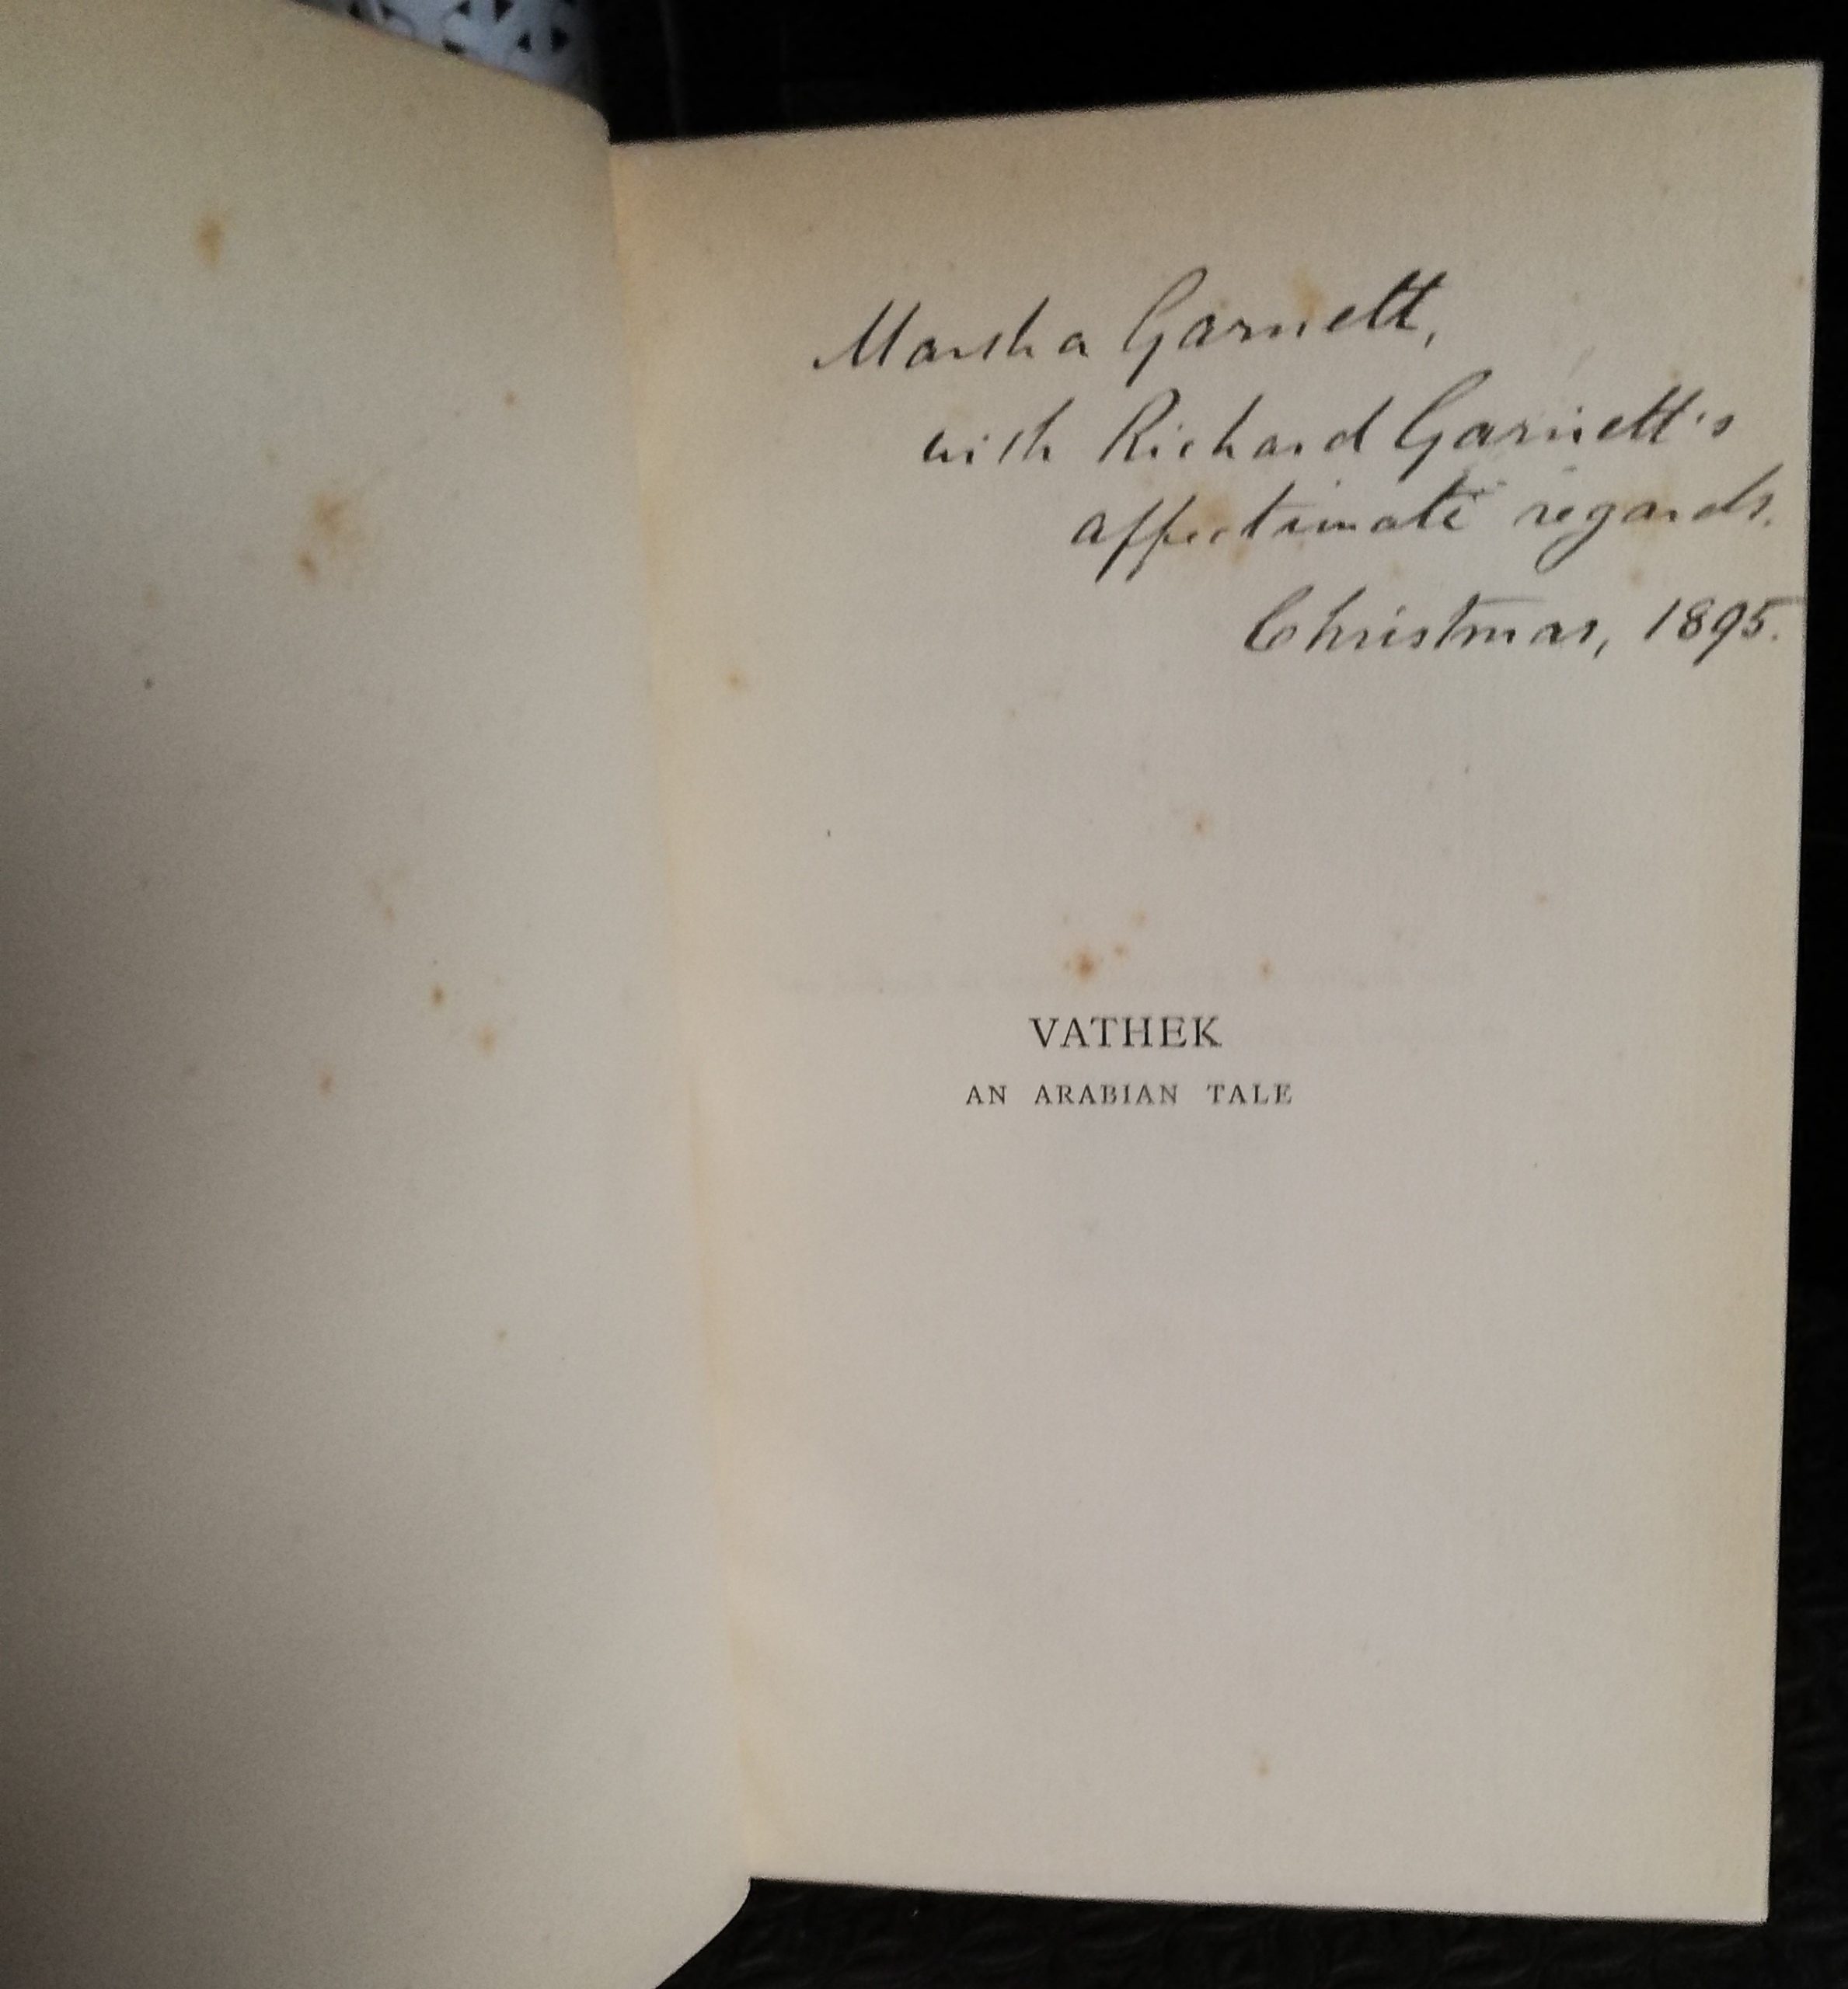 Martha Garnett,
with Richard Garnett's
affectionate regards.
Christmas, 1895.
VATHEK
AN ARABIAN TALE